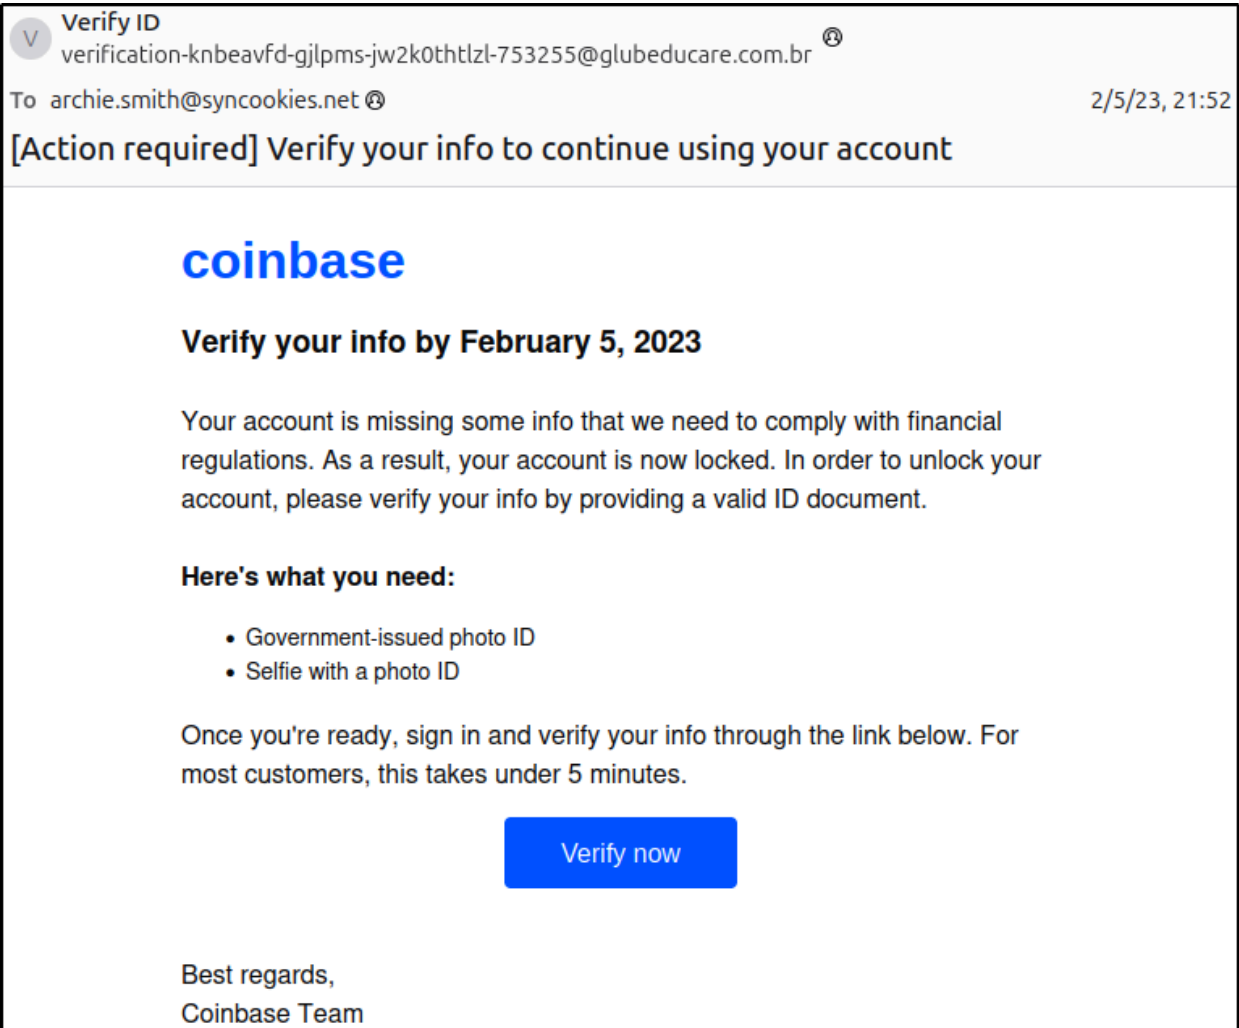 V
Verify ID
verification-knbeavfd-gjlpms-jw2k0thtlzl-753255@glubeducare.com.br
To archie.smith@syncookies.net 2/5/23, 21:52
[Action required] Verify your info to continue using your account
coinbase
Verify your info by February 5, 2023
Your account is missing some info that we need to comply with financial
regulations. As a result, your account is now locked. In order to unlock your
account, please verify your info by providing a valid ID document.
Here's what you need:
• Government-issued photo ID
• Selfie with a photo ID
Once you're ready, sign in and verify your info through the link below. For
most customers, this takes under 5 minutes.
Verify now
Best regards,
Coinbase Team